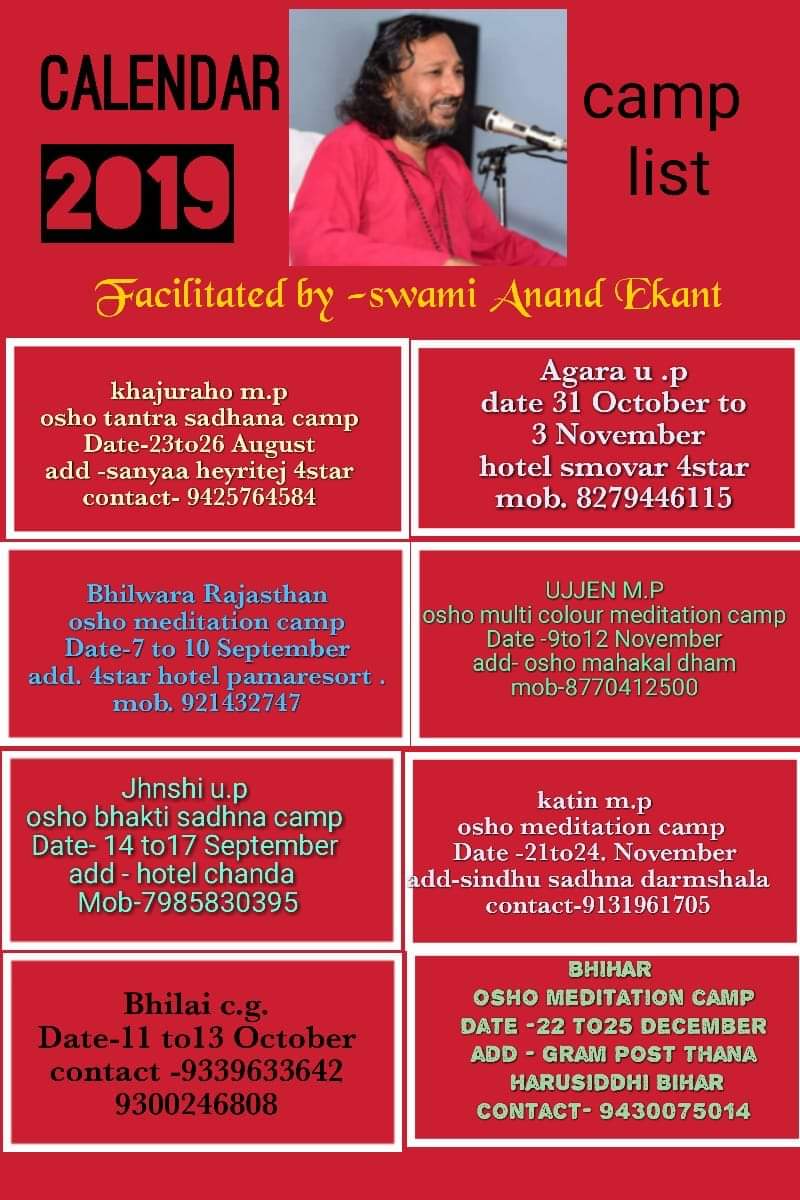 CALENDAR
2019
camp
list
Facilitated by -swami Anand Ekant
khajuraho m.p
osho tantra sadhana camp
Date-23to26 August
add -sanyaa heyritej 4star
contact- 9425764584
Agara u .p
date 31 October to
3 November
hotel smovar 4star
mob. 8279446115
Bhilwara Rajasthan
osho meditation camp
Date-7 to 10 September
add. 4star hotel pamaresort .
mob. 921432747
UJJEN M.P
osho multi colour meditation camp
Date -9to12 November
add- osho mahakal dham
mob-8770412500
Jhnshi u.p
osho bhakti sadhna camp
Date- 14 to17 September
add - hotel chanda
Mob-7985830395
katin m.p
osho meditation camp
Date -21to24. November
add-sindhu sadhna darmshala
contact-9131961705
Bhilai c.g.
Date-11 to13 October
contact -9339633642
9300246808
BHIHAR
OSHO MEDITATION CAMP
DATE -22 TO25 DECEMBER
ADD - GRAM POST THANA
HARUSIDDHI BIHAR
CONTACT- 9430075014